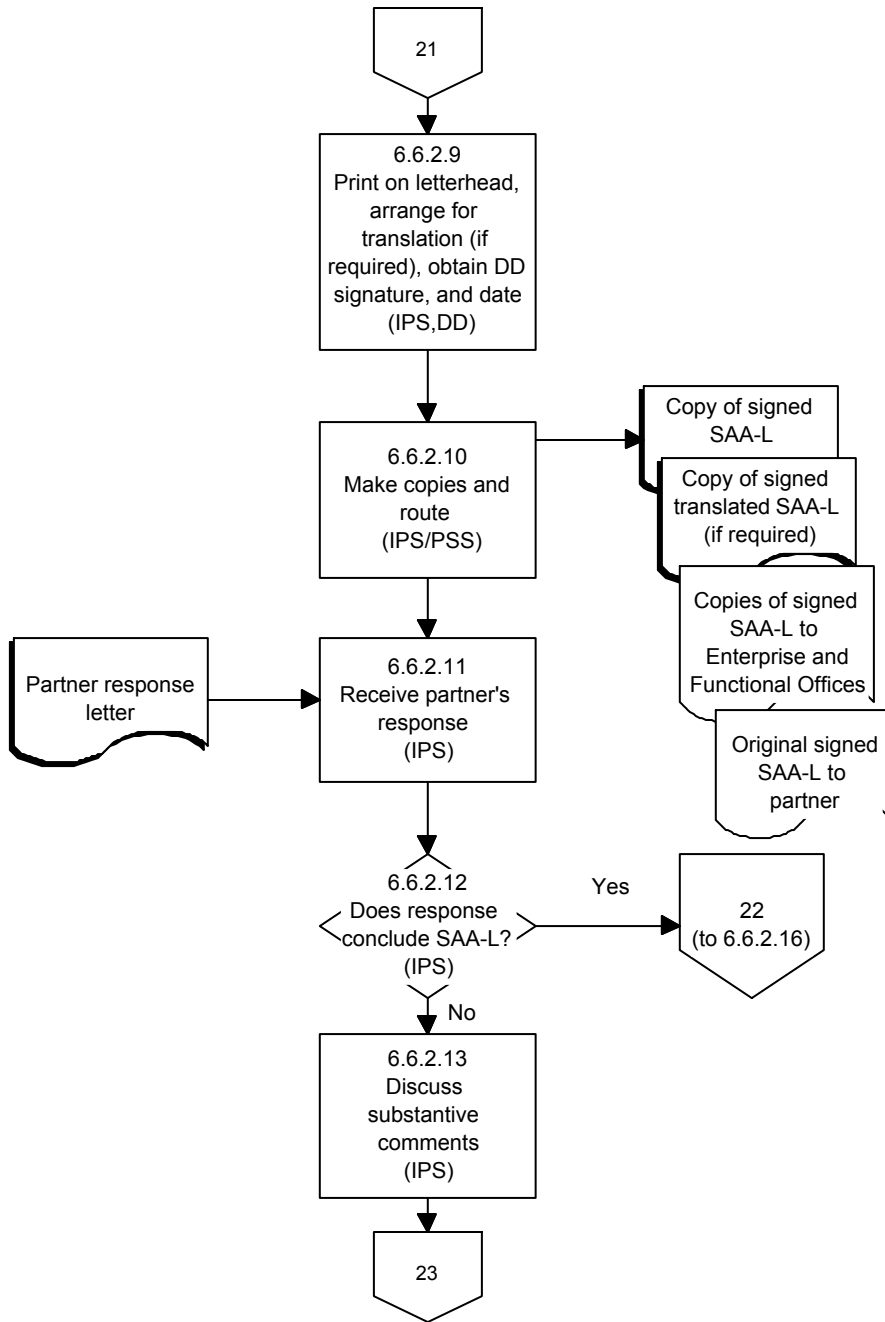 21
6.6.2.9
Print on letterhead,
arrange for
translation (if
required), obtain DD
signature, and date
(IPS,DD)
6.6.2.10
Make copies and
route
(IPS/PSS)
Copy of signed
SAA-L
Copy of signed
translated SAA-L
(if required)
Copies of signed
SAA-L to
Enterprise and
Functional Offices
Original signed
SAA-L to
partner
Partner response
letter
6.6.2.11
Receive partner's
response
(IPS)
6.6.2.12
Does response
conclude SAA-L?
(IPS)
Yes
22
(to 6.6.2.16)
No
6.6.2.13
Discuss
substantive
comments
(IPS)
23